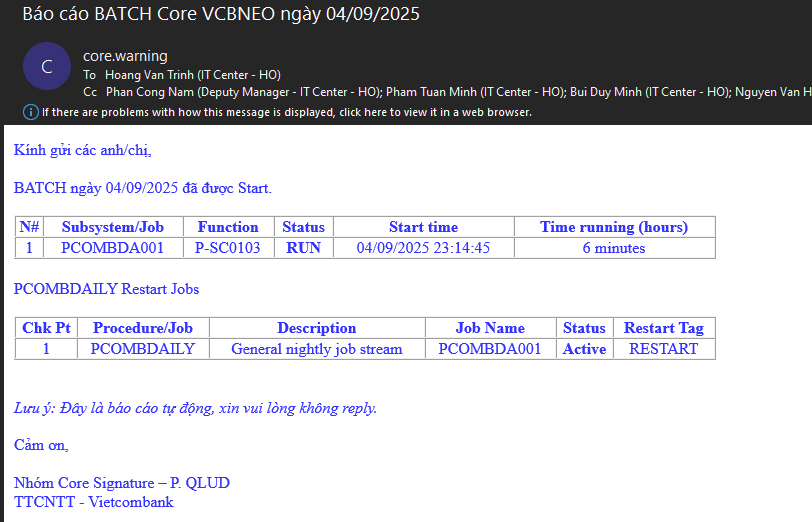 Báo cáo BATCH Core VCBNEO ngày 04/09/2025
C
core.warning
To Hoang Van Trinh (IT Center - HO)
Cc Phan Cong Nam (Deputy Manager - IT Center - HO); Pham Tuan Minh (IT Center - HO); Bui Duy Minh (IT Center - HO); Nguyen Van H
If there are problems with how this message is displayed, click here to view it in a web browser.
Kính gửi các anh/chị,
BATCH ngày 04/09/2025 đã được Start.
N# Subsystem/Job Function Status Start time Time running (hours)
1 PCOMBDA001 P-SC0103 RUN 04/09/2025 23:14:45 6 minutes
PCOMBDAILY Restart Jobs
Chk Pt Procedure/Job Description Job Name Status Restart Tag
1 PCOMBDAILY General nightly job stream PCOMBDA001 Active RESTART
Lưu ý: Đây là báo cáo tự động, xin vui lòng không reply.
Cảm ơn,
Nhóm Core Signature – P. QLUD
TTCNTT - Vietcombank